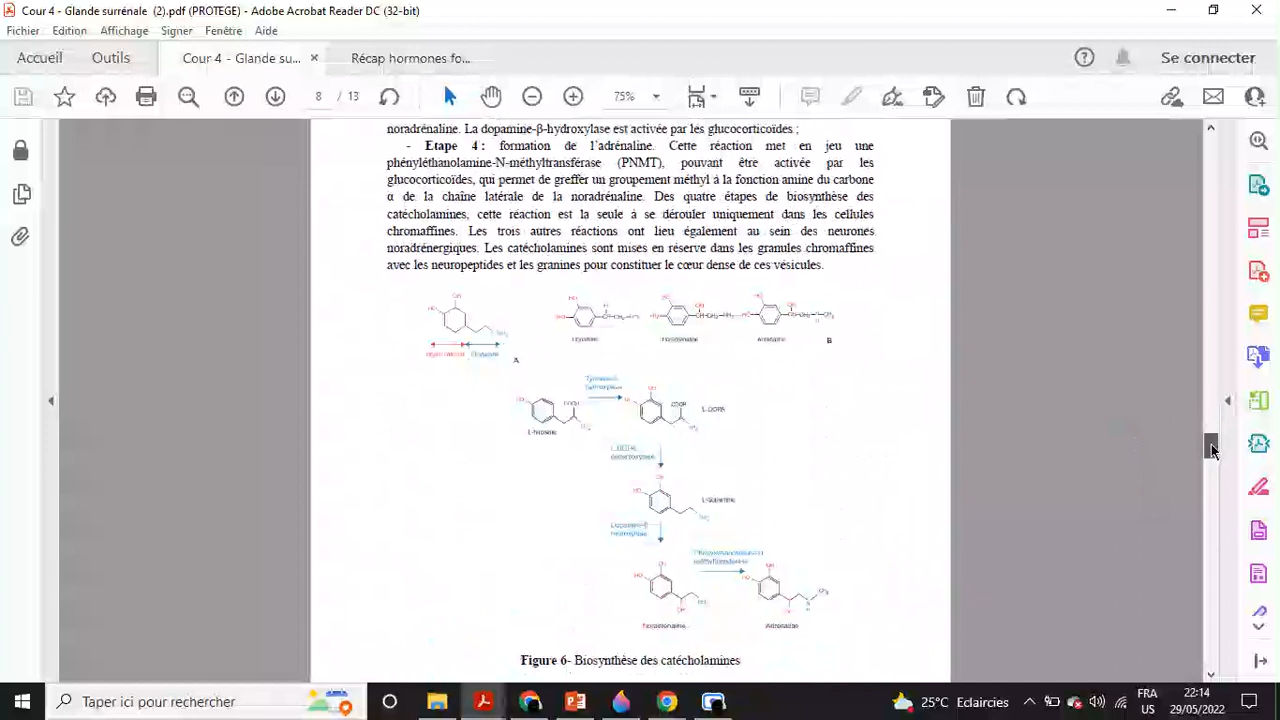 Cour 4 - Glande surrénale (2).pdf (PROTEGE) - Adobe Acrobat Reader DC (32-bit)
Fichier Edition Affichage Signer Fenêtre Aide
Accueil Outils Cour 4 - Glande su... × Récap hormones fo... Se connecter
8 / 13 75%
noradrénaline. La dopamine-β-hydroxylase est activée par les glucocorticoïdes ;
- Etape 4 : formation de l'adrénaline. Cette réaction met en jeu une
phényléthanolamine-N-méthyltransférase (PNMT), pouvant être activée par les
glucocorticoïdes, qui permet de greffer un groupement méthyl à la fonction amine du carbone
α de la chaîne latérale de la noradrénaline. Des quatre étapes de biosynthèse des
catécholamines, cette réaction est la seule à se dérouler uniquement dans les cellules
chromaffines. Les trois autres réactions ont lieu également au sein des neurones
noradrénergiques. Les catécholamines sont mises en réserve dans les granules chromaffines
avec les neuropeptides et les granines pour constituer le cœur dense de ces vésicules.
A
B
L-DOPA
Noradrénaline
Adrénaline
Figure 6- Biosynthèse des catécholamines
Taper ici pour rechercher
25°C Eclaircies
FRA
US
22:14
29/05/2022